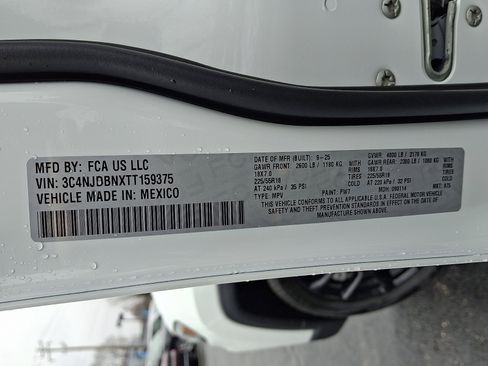 MFD BY: FCA US LLC
VIN: 3C4NJDBNXTT159375
VEHICLE MADE IN: MEXICO
DATE OF MFR (BUILT): 9-25
GAWR FRONT: 2600 LB / 1180 KG
18X7.0
225/55R18
AT 240 kPa / 35 PSI
TYPE: MPV
RIMS
TIRES
COLD
PAINT: PW7
GVWR: 4800 LB / 2178 KG
GAWR REAR: 2380 LB / 1080 KG
18X7.0
225/55R18
AT 220 kPa / 32 PSI
MDH: 090114
RIMS
TIRES
COLD
THIS VEHICLE CONFORMS TO ALL APPLICABLE U.S.A. FEDERAL MOTOR VEHICLE
SAFETY AND THEFT PREVENTION STANDARDS IN EFFECT ON THE DATE OF
MANUFACTURE.